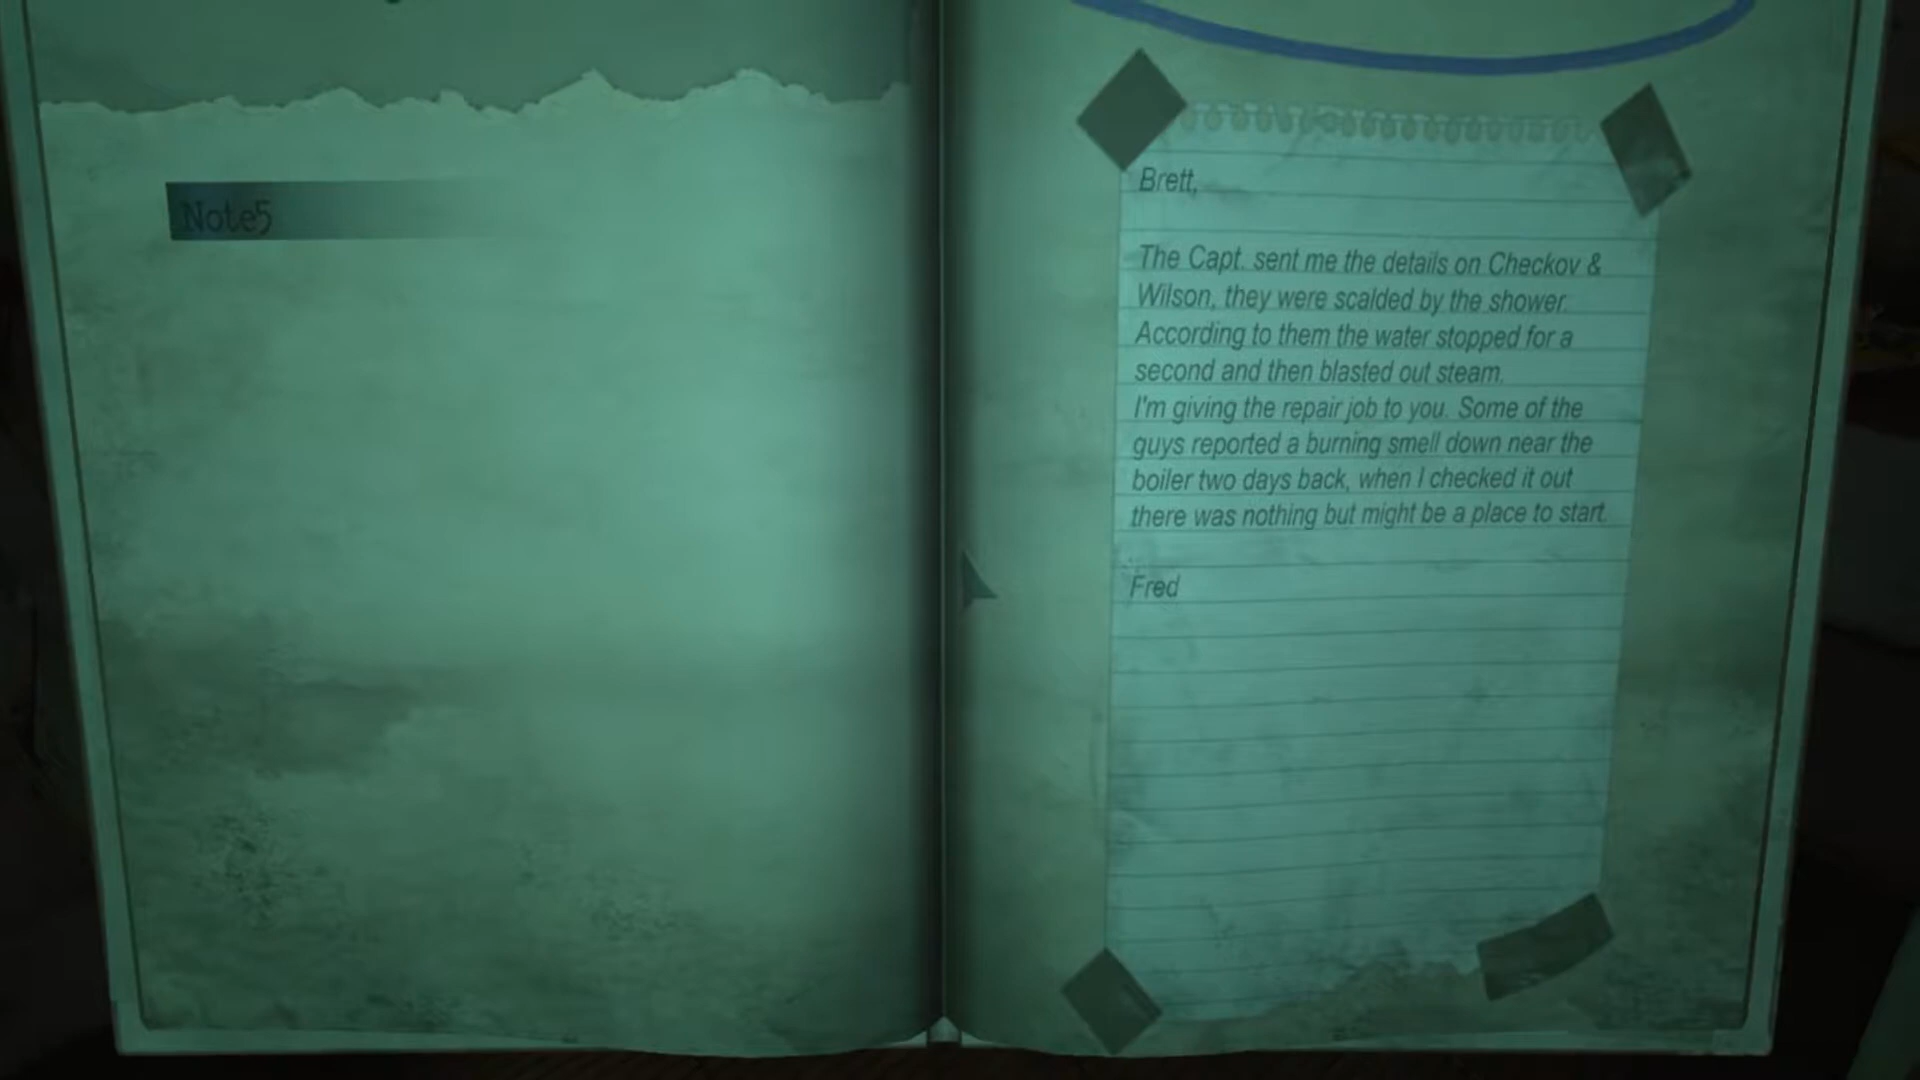 Note5
Brett,
The Capt. sent me the details on Checkov &
Wilson, they were scalded by the shower.
According to them the water stopped for a
second and then blasted out steam.
I'm giving the repair job to you. Some of the
guys reported a burning smell down near the
boiler two days back, when I checked it out
there was nothing but might be a place to start.
Fred